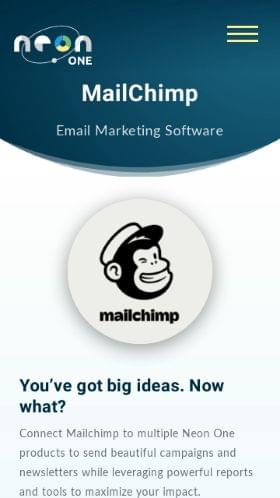 neon
ONE
MailChimp
Email Marketing Software
mailchimp
You’ve got big ideas. Now
what?
Connect Mailchimp to multiple Neon One
products to send beautiful campaigns and
newsletters while leveraging powerful reports
and tools to maximize your impact.